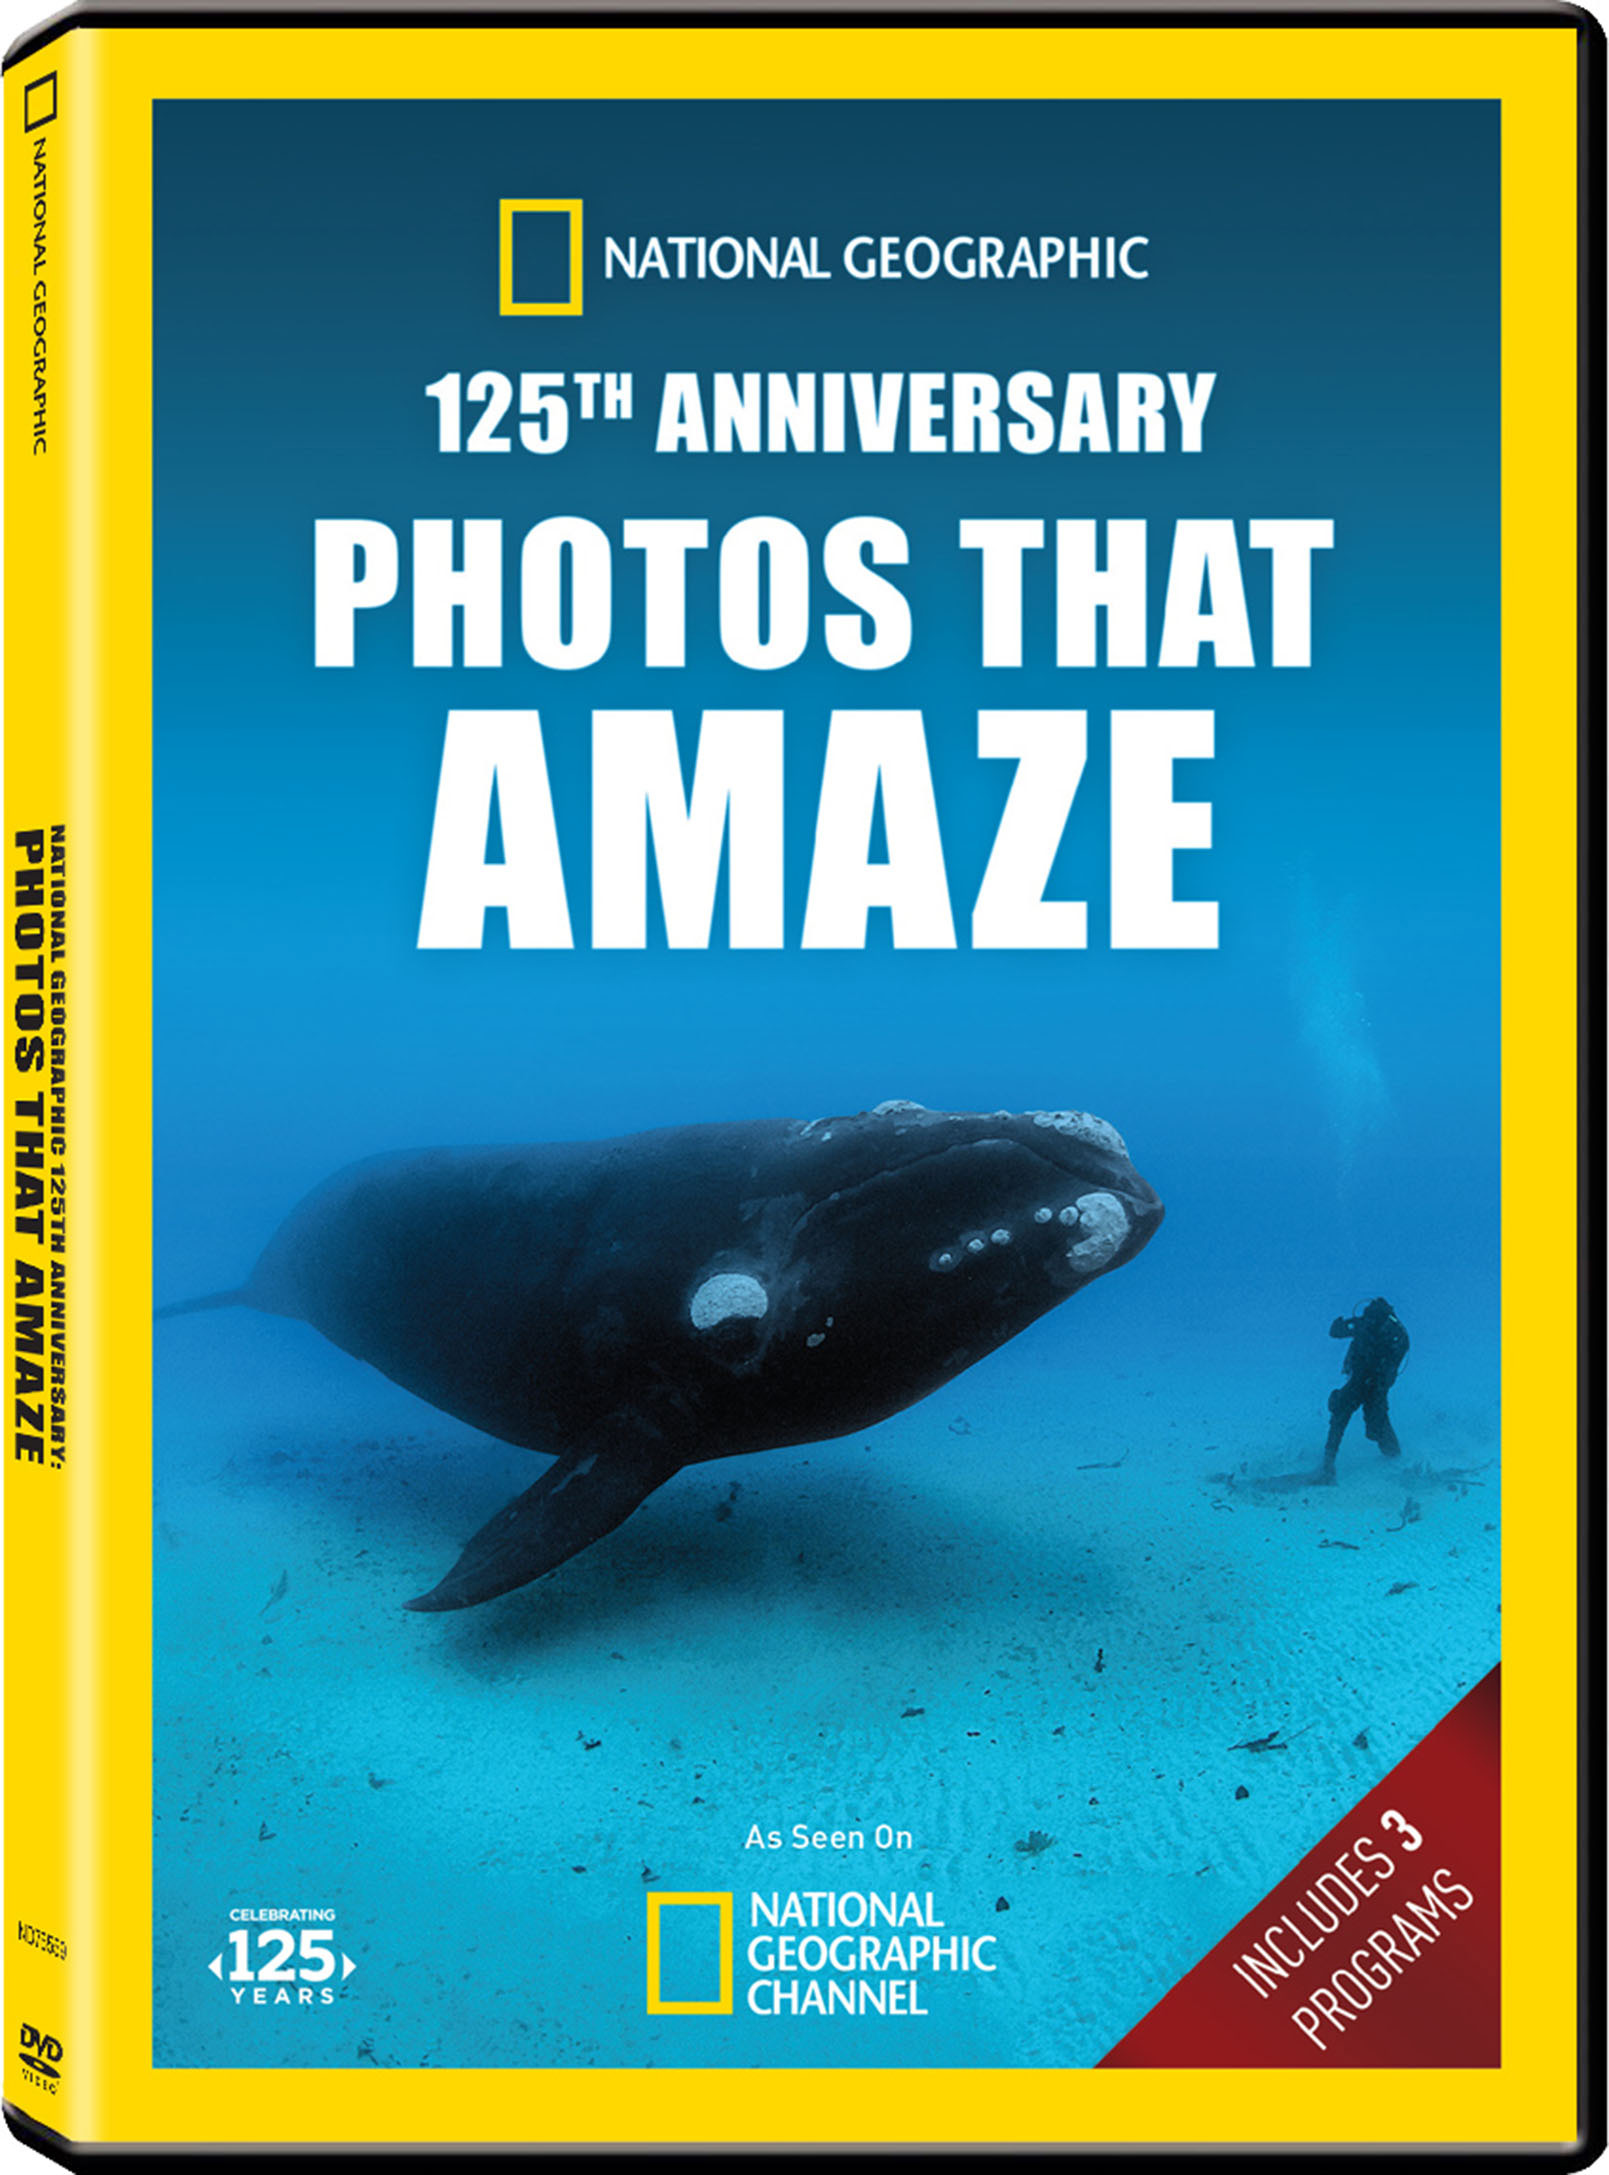 NATIONAL GEOGRAPHIC
NATIONAL GEOGRAPHIC 125TH ANNIVERSARY:
PHOTOS THAT AMAZE
DVD
VIDEO
NATIONAL GEOGRAPHIC
125TH ANNIVERSARY
PHOTOS THAT
AMAZE
As Seen On
NATIONAL
GEOGRAPHIC
CHANNEL
CELEBRATING
125
YEARS
INCLUDES 3
PROGRAMS